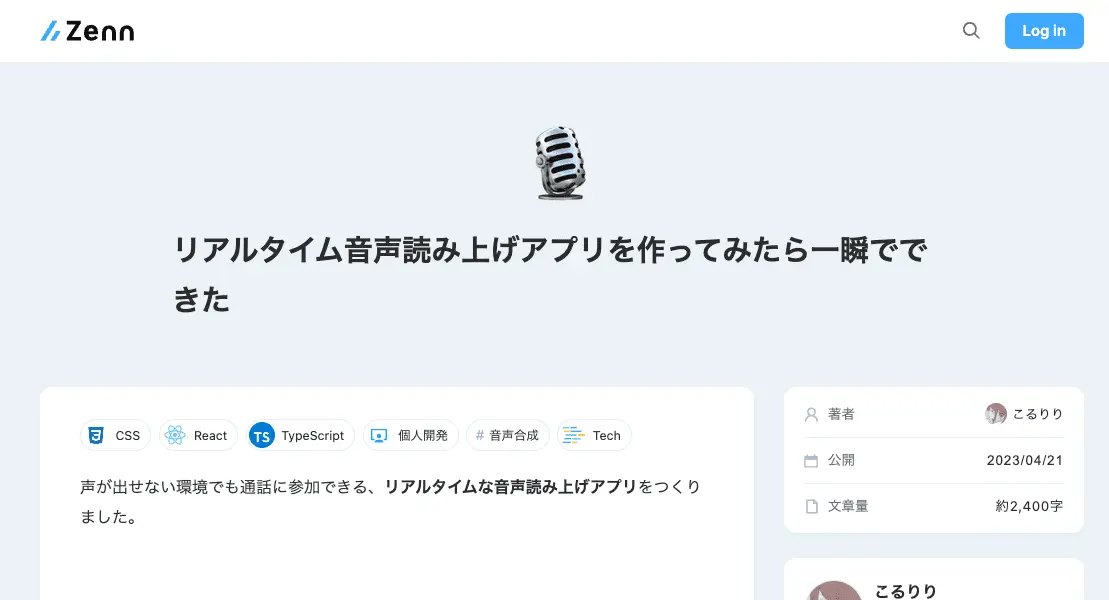 Zenn
Log in
リアルタイム音声読み上げアプリを作ってみたら一瞬でで
きた
CSS
React
TS TypeScript
個人開発
# 音声合成
Tech
声が出せない環境でも通話に参加できる、リアルタイムな音声読み上げアプリをつくり
ました。
著者 こるりり
公開 2023/04/21
文章量 約2,400字
こるりり